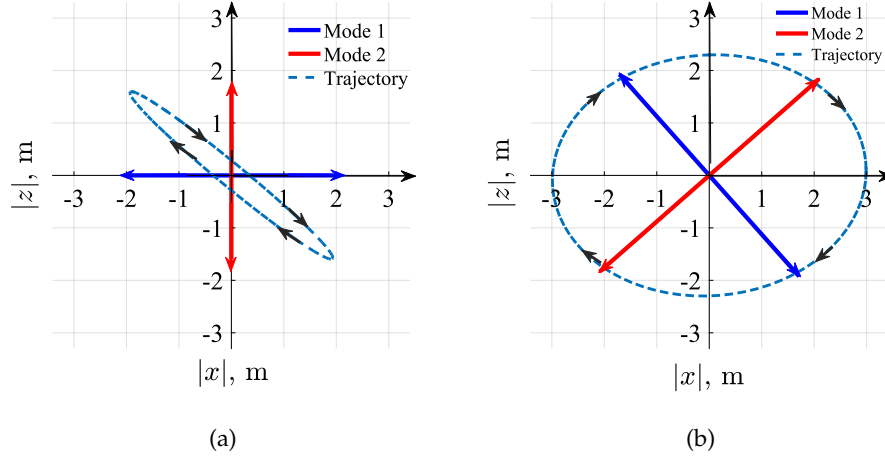 3
2
1
-1
-2
-3
-3
-2
-1
1
2
3
Mode 1
Mode 2
Trajectory
|z|, m
|x|, m
(a)
3
2
1
-1
-2
-3
-3
-2
-1
1
2
3
Mode 1
Mode 2
Trajectory
|z|, m
|x|, m
(b)